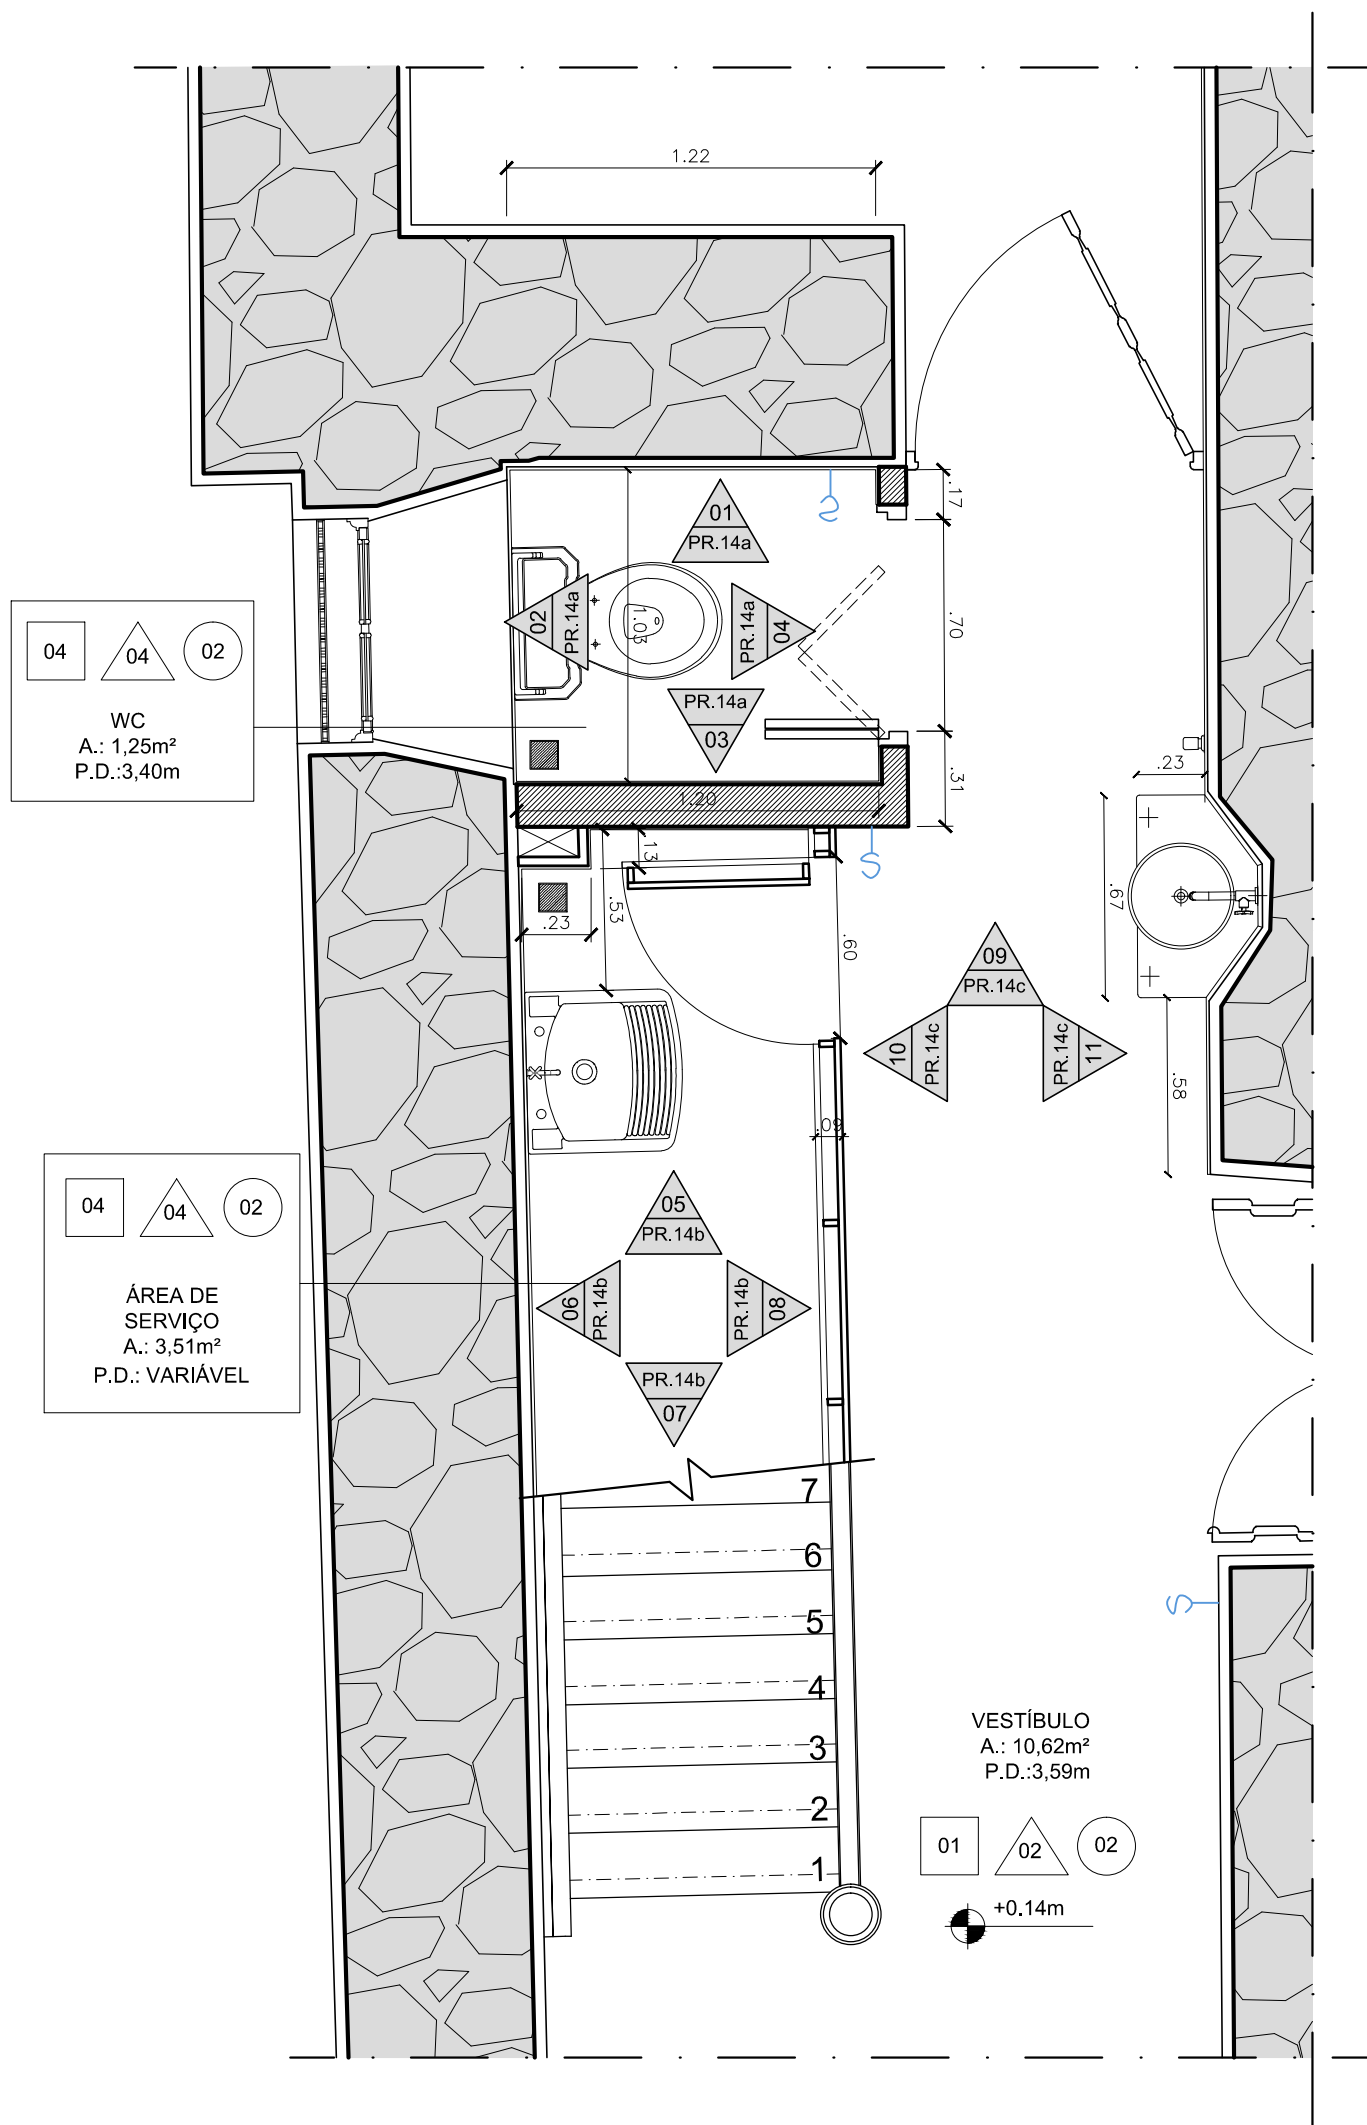 1.22
.17
01
PR.14a
02
PR.14a
1.03
PR.14a
04
.70
PR.14a
03
04
04
02
WC
A.: 1,25m²
P.D.:3,40m
.31
.23
1.20
.13
.53
.23
.60
.67
09
PR.14c
10
PR.14c
PR.14c
11
.58
.09
04
04
02
ÁREA DE
SERVIÇO
A.: 3,51m²
P.D.: VARIÁVEL
05
PR.14b
06
PR.14b
PR.14b
08
PR.14b
07
7
6
5
4
3
2
1
S
S
S
VESTÍBULO
A.: 10,62m²
P.D.:3,59m
01
02
02
+0.14m